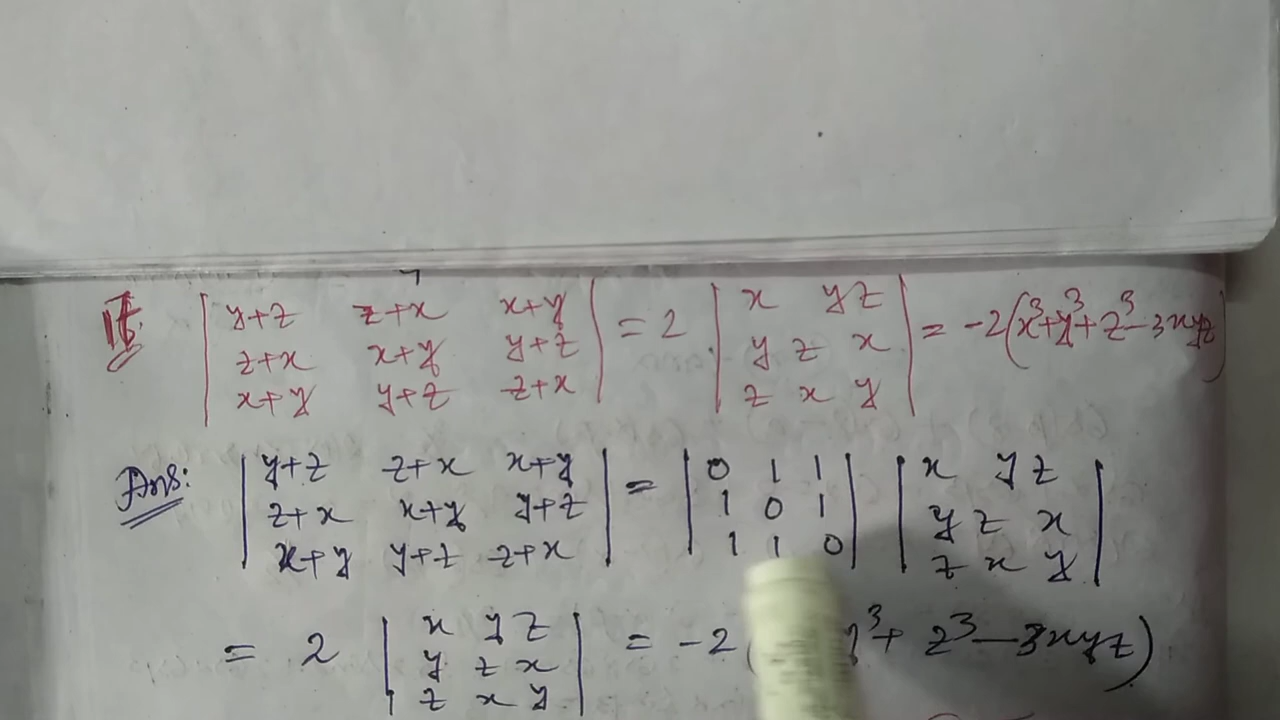 15. | y+z z+x x+y | = 2 | x y z | = -2(x³+y³+z³-3xyz)
| z+x x+y y+z | | y z x |
| x+y y+z z+x | | z x y |
Ans: | y+z z+x x+y | = | 0 1 1 | | x y z |
| z+x x+y y+z | | 1 0 1 | | y z x |
| x+y y+z z+x | | 1 1 0 | | z x y |
= 2 | x y z | = -2( y³+ z³-3xyz)
| y z x |
| z x y |